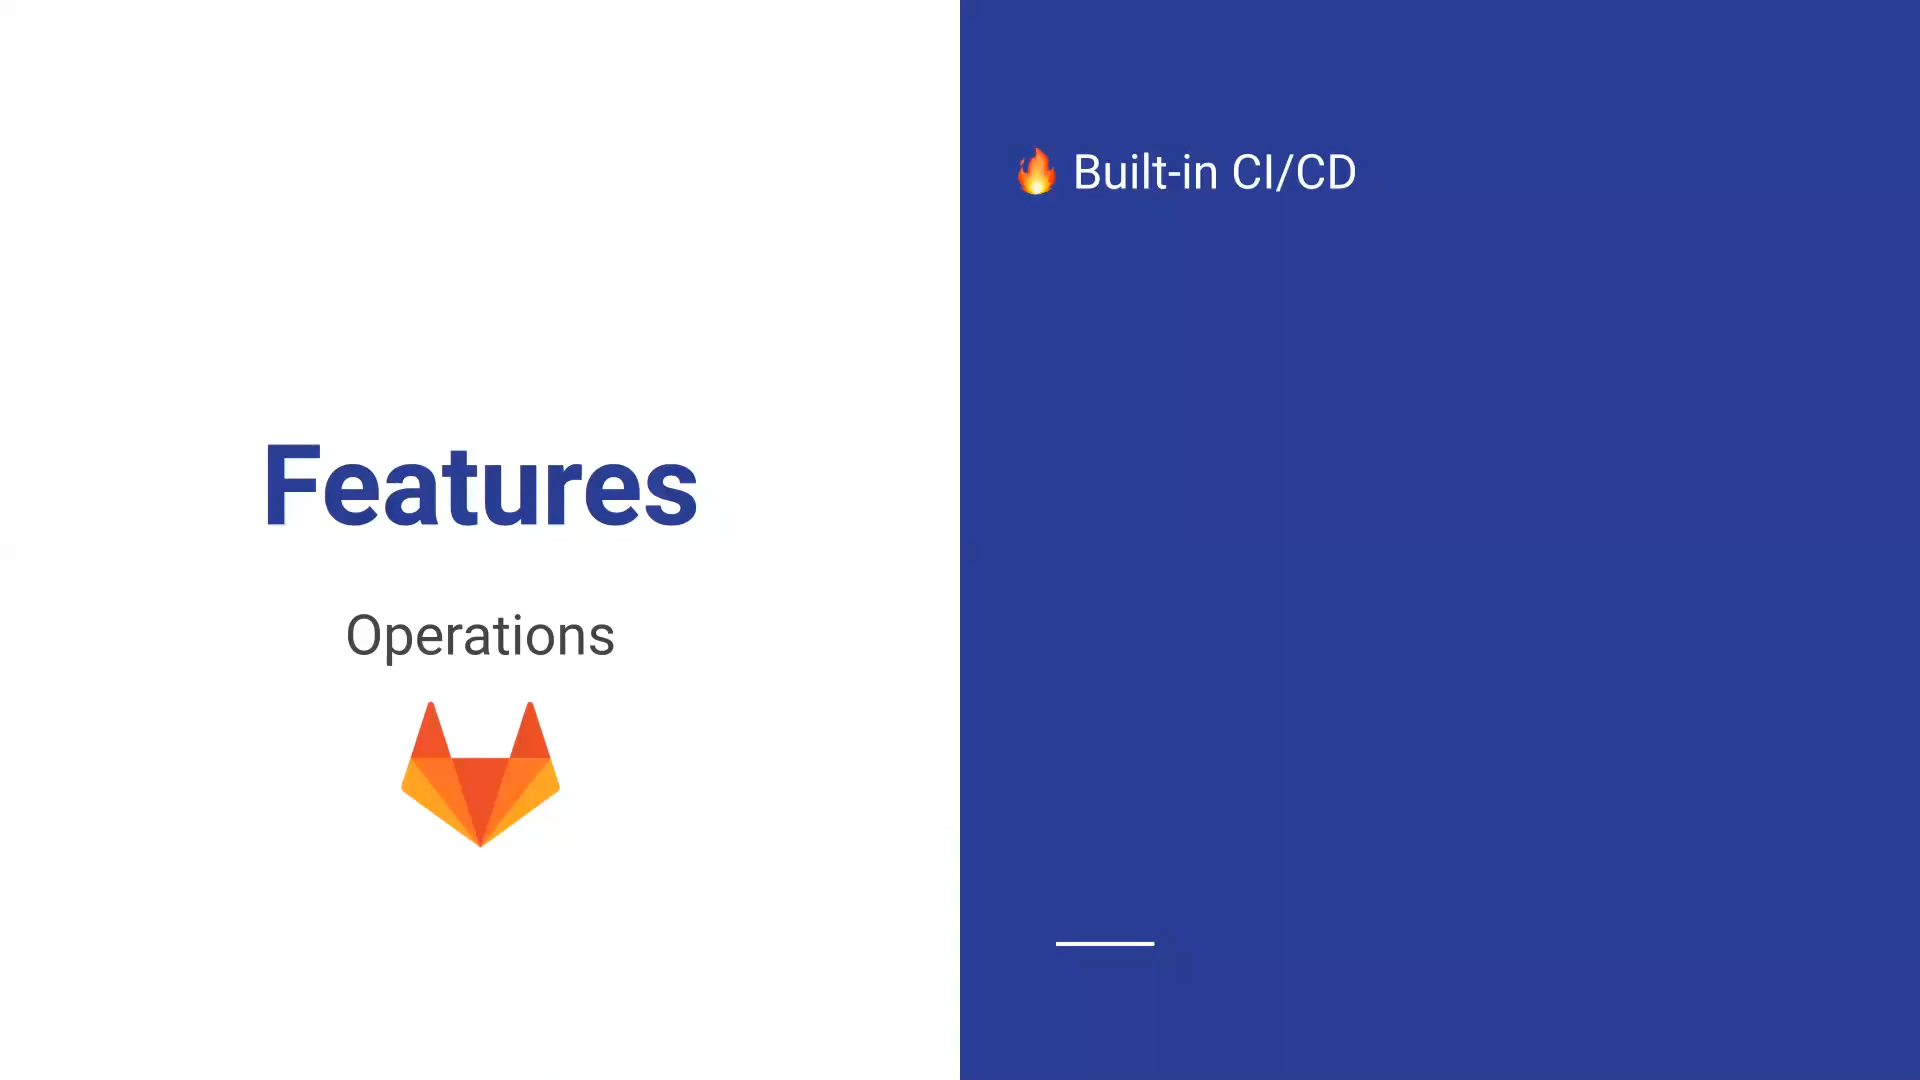 Features
Operations
🔥 Built-in CI/CD